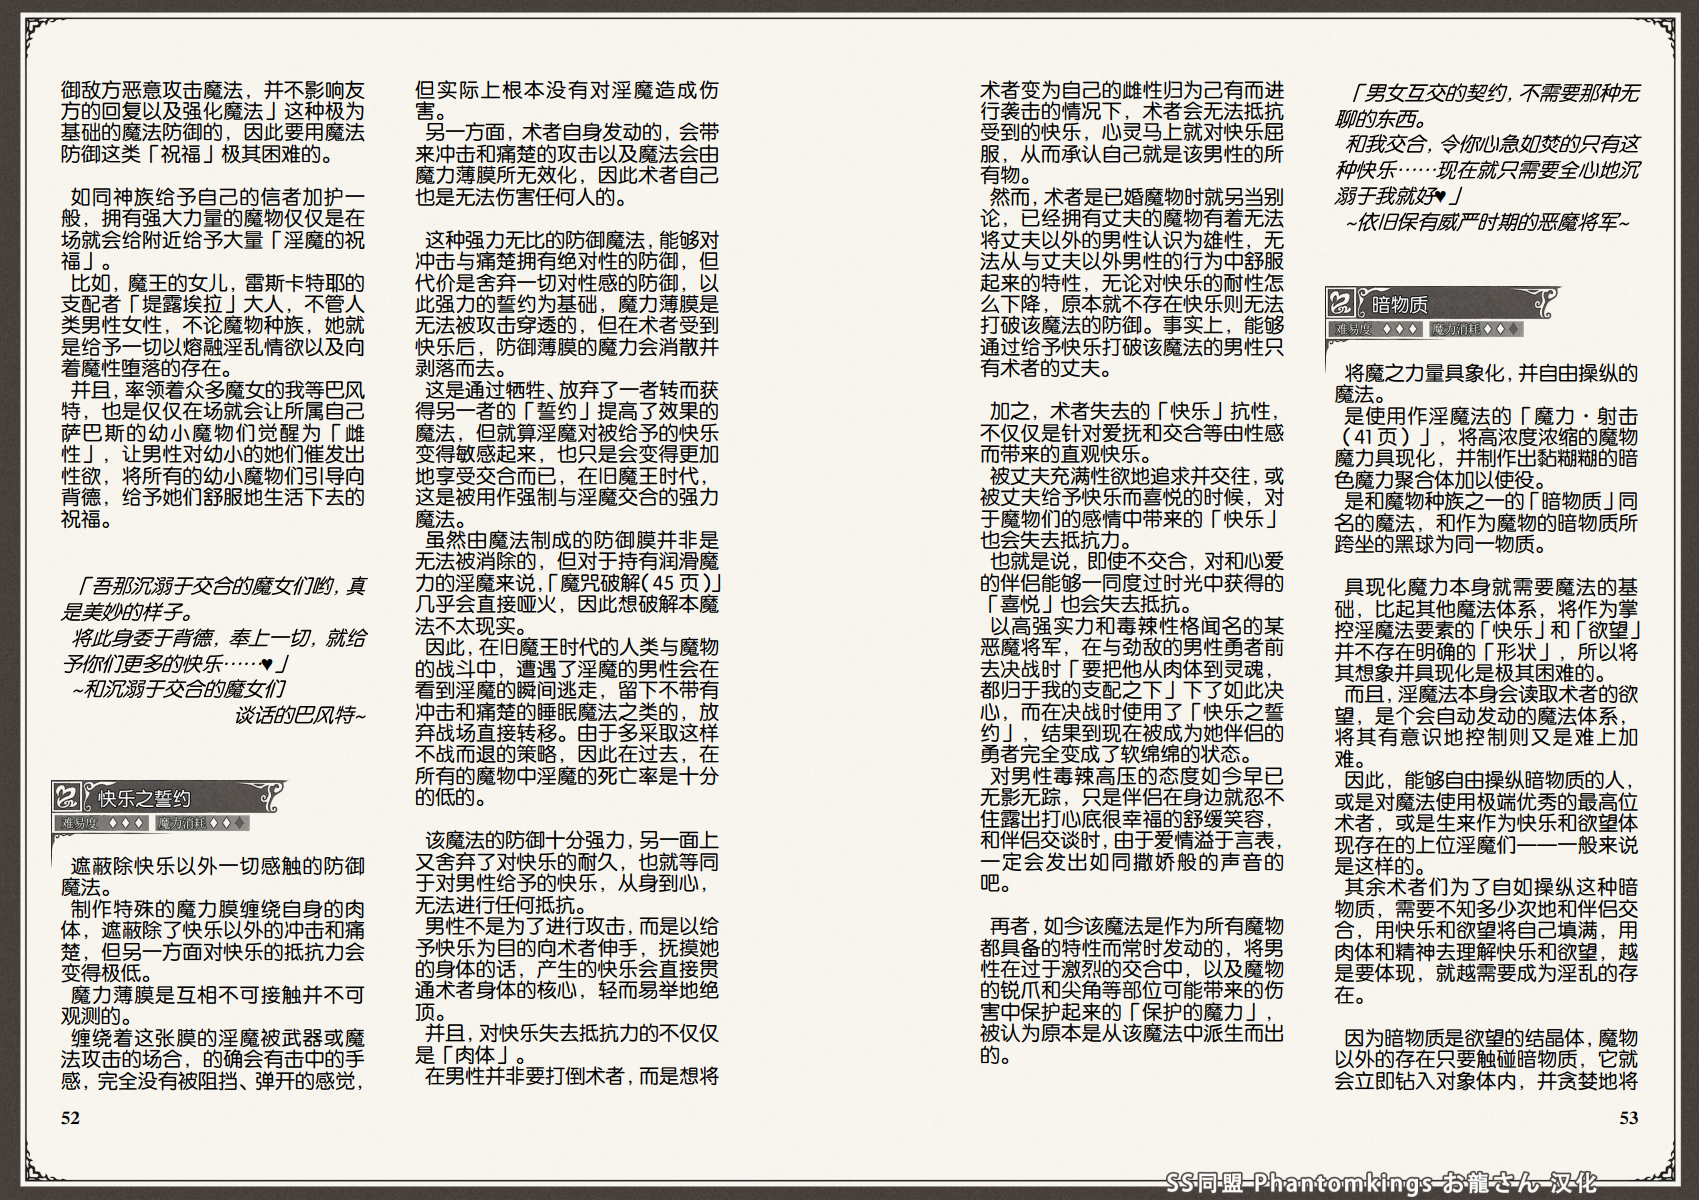 御敌方恶意攻击魔法，并不影响友
方的回复以及强化魔法」这种极为
基础的魔法防御的，因此要用魔法
防御这类「祝福」极其困难的。
如同神族给予自己的信者加护一
般，拥有强大力量的魔物仅仅是在
场就会给附近给予大量「淫魔的祝
福」。
比如，魔王的女儿，雷斯卡特耶的
支配者「堤露埃拉」大人，不管人
类男性女性，不论魔物种族，她就
是给予一切以熔融淫乱情欲以及向
着魔性堕落的存在。
并且，率领着众多魔女的我等巴风
特，也是仅仅在场就会让所属自己
萨巴斯的幼小魔物们觉醒为「雌
性」，让男性对幼小的她们催发出
性欲，将所有的幼小魔物们引导向
背德，给予她们舒服地生活下去的
祝福。
「吾那沉溺于交合的魔女们哟，真
是美妙的样子。
将此身委于背德，奉上一切，就给
予你们更多的快乐……♥」
~和沉溺于交合的魔女们
谈话的巴风特~
快乐之誓约
难易度 ♦♦♦ 魔力消耗♦♦♦
遮蔽除快乐以外一切感触的防御
魔法。
制作特殊的魔力膜缠绕自身的肉
体，遮蔽除了快乐以外的冲击和痛
楚，但另一方面对快乐的抵抗力会
变得极低。
魔力薄膜是互相不可接触并不可
观测的。
缠绕着这张膜的淫魔被武器或魔
法攻击的场合，的确会有击中的手
感，完全没有被阻挡、弹开的感觉，
52
但实际上根本没有对淫魔造成伤
害。
另一方面，术者自身发动的，会带
来冲击和痛楚的攻击以及魔法会由
魔力薄膜所无效化，因此术者自己
也是无法伤害任何人的。
这种强力无比的防御魔法，能够对
冲击与痛楚拥有绝对性的防御，但
代价是舍弃一切对性感的防御，以
此强力的誓约为基础，魔力薄膜是
无法被攻击穿透的，但在术者受到
快乐后，防御薄膜的魔力会消散并
剥落而去。
这是通过牺牲、放弃了一者转而获
得另一者的「誓约」提高了效果的
魔法，但就算淫魔对被给予的快乐
变得敏感起来，也只是会变得更加
地享受交合而已，在旧魔王时代，
这是被用作强制与淫魔交合的强力
魔法。
虽然由魔法制成的防御膜并非是
无法被消除的，但对于持有润滑魔
力的淫魔来说，「魔咒破解（45 页）」
几乎会直接哑火，因此想破解本魔
法不太现实。
因此，在旧魔王时代的人类与魔物
的战斗中，遭遇了淫魔的男性会在
看到淫魔的瞬间逃走，留下不带有
冲击和痛楚的睡眠魔法之类的，放
弃战场直接转移。由于多采取这样
不战而退的策略，因此在过去，在
所有的魔物中淫魔的死亡率是十分
的低的。
该魔法的防御十分强力，另一面上
又舍弃了对快乐的耐久，也就等同
于对男性给予的快乐，从身到心，
无法进行任何抵抗。
男性不是为了进行攻击，而是以给
予快乐为目的向术者伸手，抚摸她
的身体的话，产生的快乐会直接贯
通术者身体的核心，轻而易举地绝
顶。
并且，对快乐失去抵抗力的不仅仅
是「肉体」。
在男性并非要打倒术者，而是想将
术者变为自己的雌性归为己有而进
行袭击的情况下，术者会无法抵抗
受到的快乐，心灵马上就对快乐屈
服，从而承认自己就是该男性的所
有物。
然而，术者是已婚魔物时就另当别
论，已经拥有丈夫的魔物有着无法
将丈夫以外的男性认识为雄性，无
法从与丈夫以外男性的行为中舒服
起来的特性，无论对快乐的耐性怎
么下降，原本就不存在快乐则无法
打破该魔法的防御。事实上，能够
通过给予快乐打破该魔法的男性只
有术者的丈夫。
加之，术者失去的「快乐」抗性，
不仅仅是针对爱抚和交合等由性感
而带来的直观快乐。
被丈夫充满性欲地追求并交往，或
被丈夫给予快乐而喜悦的时候，对
于魔物们的感情中带来的「快乐」
也会失去抵抗力。
也就是说，即使不交合，对和心爱
的伴侣能够一同度过时光中获得的
「喜悦」也会失去抵抗。
以高强实力和毒辣性格闻名的某
恶魔将军，在与劲敌的男性勇者前
去决战时「要把他从肉体到灵魂，
都归于我的支配之下」下了如此决
心，而在决战时使用了「快乐之誓
约」，结果到现在被成为她伴侣的
勇者完全变成了软绵绵的状态。
对男性毒辣高压的态度如今早已
无影无踪，只是伴侣在身边就忍不
住露出打心底很幸福的舒缓笑容，
和伴侣交谈时，由于爱情溢于言表，
一定会发出如同撒娇般的声音的
吧。
再者，如今该魔法是作为所有魔物
都具备的特性而常时发动的，将男
性在过于激烈的交合中，以及魔物
的锐爪和尖角等部位可能带来的伤
害中保护起来的「保护的魔力」，
被认为原本是从该魔法中派生而出
的。
「男女互交的契约，不需要那种无
聊的东西。
和我交合，令你心急如焚的只有这
种快乐……现在就只需要全心地沉
溺于我就好♥」
~依旧保有威严时期的恶魔将军~
暗物质
难易度 ♦♦♦ 魔力消耗♦♦♦
将魔之力量具象化，并自由操纵的
魔法。
是使用作淫魔法的「魔力・射击
（41 页）」，将高浓度浓缩的魔物
魔力具现化，并制作出黏糊糊的暗
色魔力聚合体加以使役。
是和魔物种族之一的「暗物质」同
名的魔法，和作为魔物的暗物质所
跨坐的黑球为同一物质。
具现化魔力本身就需要魔法的基
础，比起其他魔法体系，将作为掌
控淫魔法要素的「快乐」和「欲望」
并不存在明确的「形状」，所以将
其想象并具现化是极其困难的。
而且，淫魔法本身会读取术者的欲
望，是个会自动发动的魔法体系，
将其有意识地控制则又是难上加
难。
因此，能够自由操纵暗物质的人，
或是对魔法使用极端优秀的最高位
术者，或是生来作为快乐和欲望体
现存在的上位淫魔们——一般来说
是这样的。
其余术者们为了自如操纵这种暗
物质，需要不知多少次地和伴侣交
合，用快乐和欲望将自己填满，用
肉体和精神去理解快乐和欲望，越
是要体现，就越需要成为淫乱的存
在。
因为暗物质是欲望的结晶体，魔物
以外的存在只要触碰暗物质，它就
会立即钻入对象体内，并贪婪地将
53
SS同盟 Phantomkings お龍さん 汉化